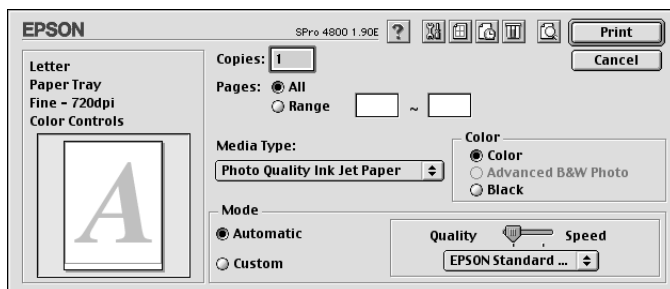 EPSON
SPro 4800 1.90E
?
Print
Cancel
Letter
Paper Tray
Fine - 720dpi
Color Controls
A
Copies: 1
Pages: All
Range ~
Media Type:
Photo Quality Ink Jet Paper
Color
Color
Advanced B&W Photo
Black
Mode
Automatic
Custom
Quality Speed
EPSON Standard ...